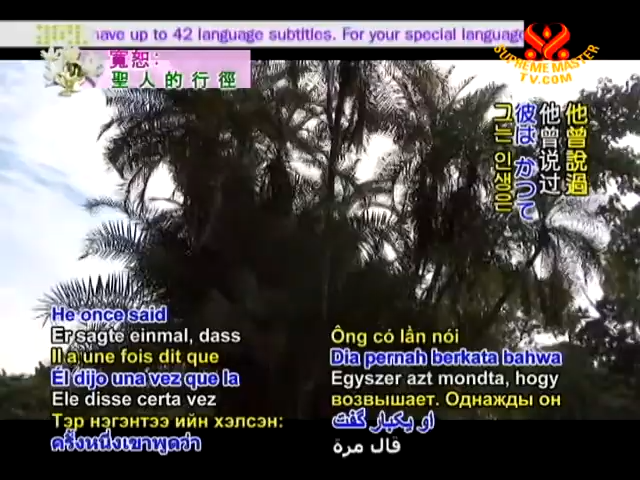 have up to 42 language subtitles. For your special language
SUPREME MASTER
TV.COM
寬恕:
聖人的行徑
他曾說過
他曾说过
彼は かつて
그는 인생은
He once said
Er sagte einmal, dass
Il a une fois dit que
Él dijo una vez que la
Ele disse certa vez
Тэр нэгэнтээ ийн хэлсэн:
ครั้งหนึ่งเขาพูดว่า
Ông có lần nói
Dia pernah berkata bahwa
Egyszer azt mondta, hogy
возвышает. Однажды он
او یکبار گفت
قال مرة